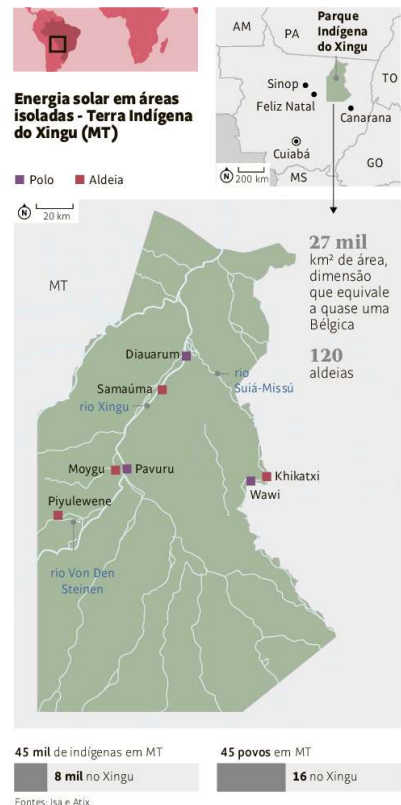 Energia solar em áreas
isoladas - Terra Indígena
do Xingu (MT)
Polo
Aldeia
Parque
Indígena
do Xingu
AM
PA
TO
Sinop
Feliz Natal
Canarana
Cuiabá
GO
MS
N
200 km
N
20 km
MT
27 mil
km² de área,
dimensão
que equivale
a quase uma
Bélgica
120
aldeias
Diauarum
rio
Suiá-Missú
Samaúma
rio Xingu
Moygu
Pavuru
Khikatxi
Wawi
Piyulewene
rio Von Den
Steinen
45 mil de indígenas em MT
8 mil no Xingu
45 povos em MT
16 no Xingu
Fontes: Isa e Atix